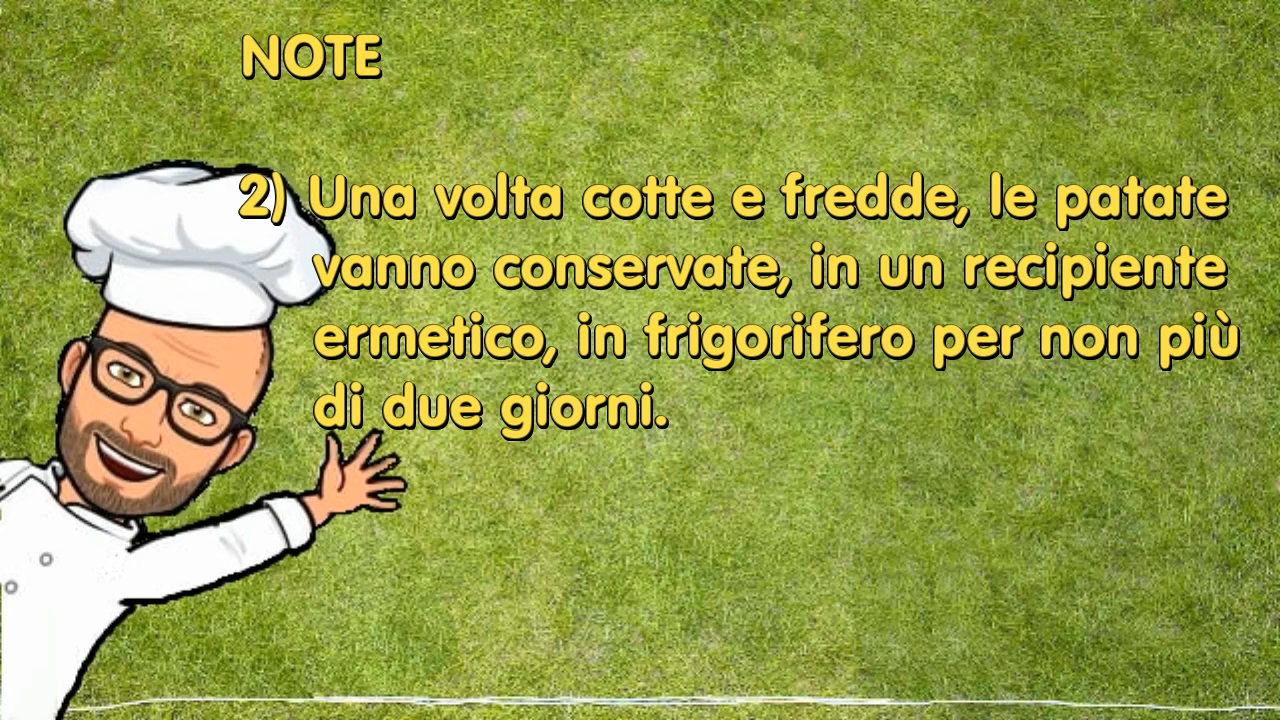 NOTE
2) Una volta cotte e fredde, le patate
vanno conservate, in un recipiente
ermetico, in frigorifero per non più
di due giorni.